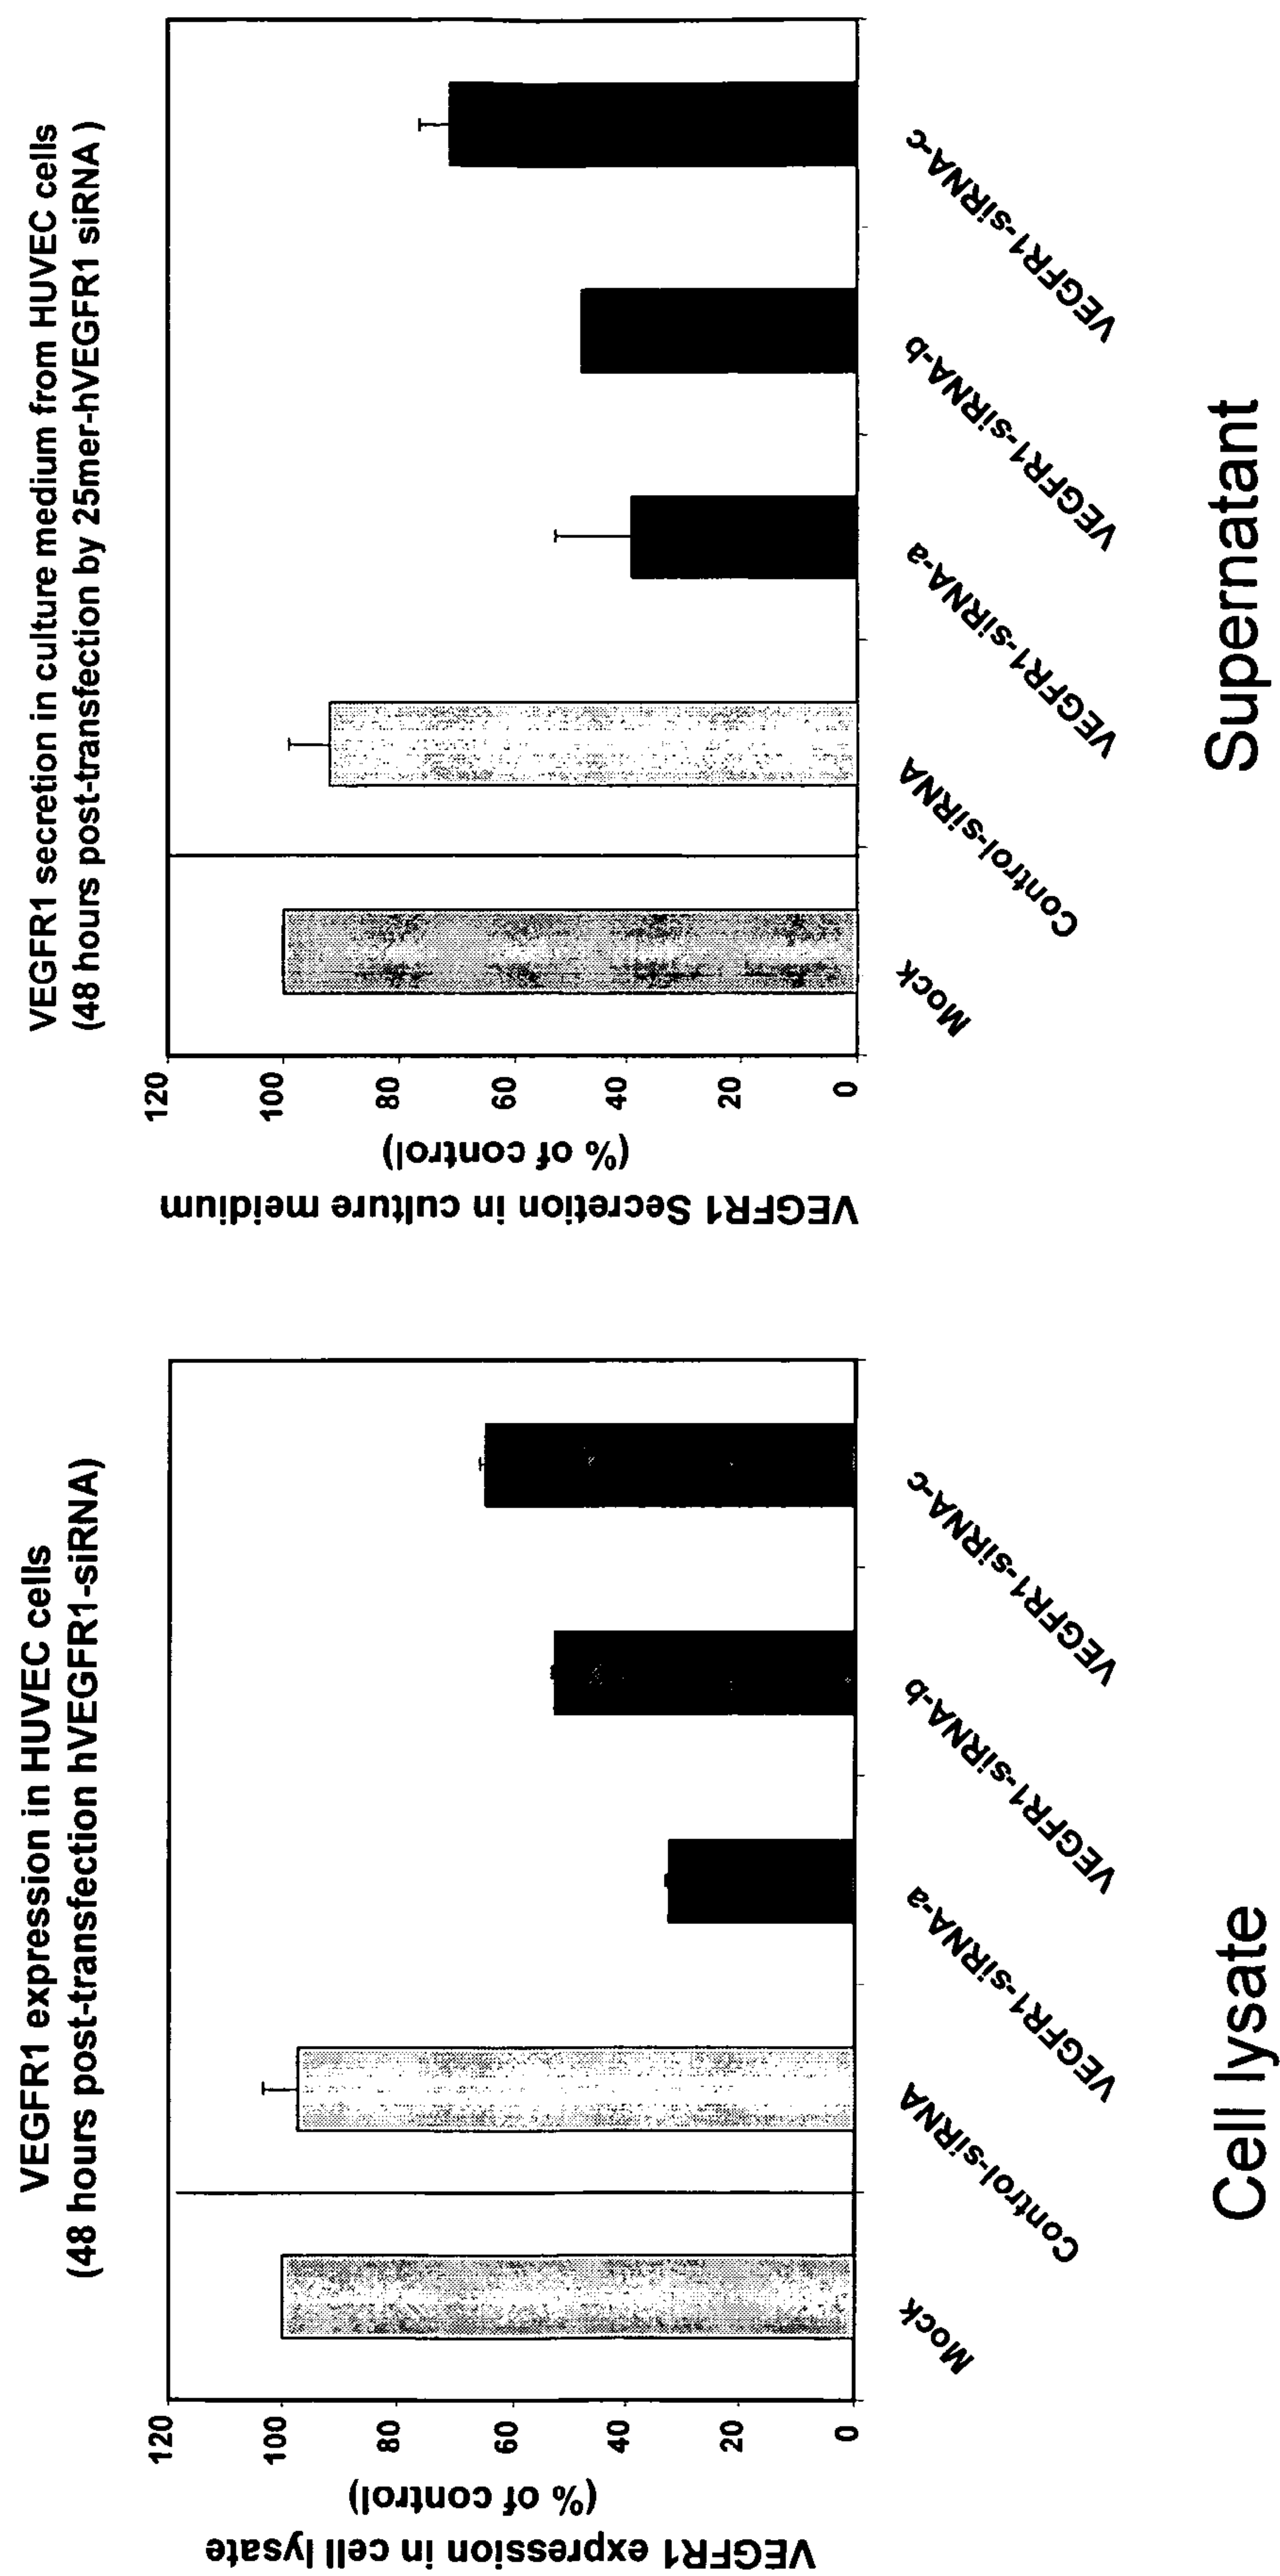 VEGFR1 expression in HUVEC cells
(48 hours post-transfection hVEGFR1-siRNA)
VEGFR1 expression in cell lysate
(% of control)
120
100
80
60
40
20
0
Mock
Control-siRNA
VEGFR1-siRNA-a
VEGFR1-siRNA-b
VEGFR1-siRNA-c
Cell lysate
VEGFR1 secretion in culture medium from HUVEC cells
(48 hours post-transfection by 25mer-hVEGFR1 siRNA )
VEGFR1 Secretion in culture meidium
(% of control)
120
100
80
60
40
20
0
Mock
Control-siRNA
VEGFR1-siRNA-a
VEGFR1-siRNA-b
VEGFR1-siRNA-c
Supernatant